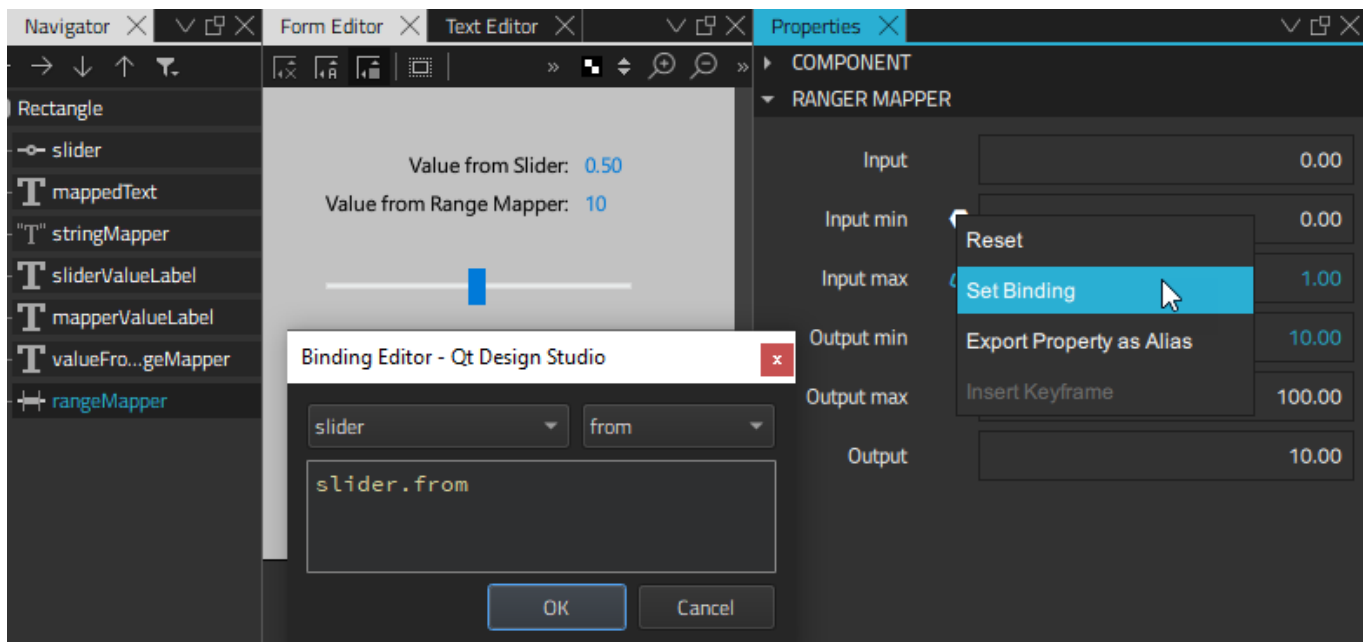 Navigator
Form Editor
Text Editor
Properties
COMPONENT
RANGER MAPPER
Rectangle
slider
mappedText
"T" stringMapper
sliderValueLabel
mapperValueLabel
valueFro...geMapper
rangeMapper
Value from Slider: 0.50
Value from Range Mapper: 10
Input 0.00
Input min 0.00
Input max 1.00
Output min 10.00
Output max 100.00
Output 10.00
Reset
Set Binding
Export Property as Alias
Insert Keyframe
Binding Editor - Qt Design Studio
slider from
slider.from
OK Cancel